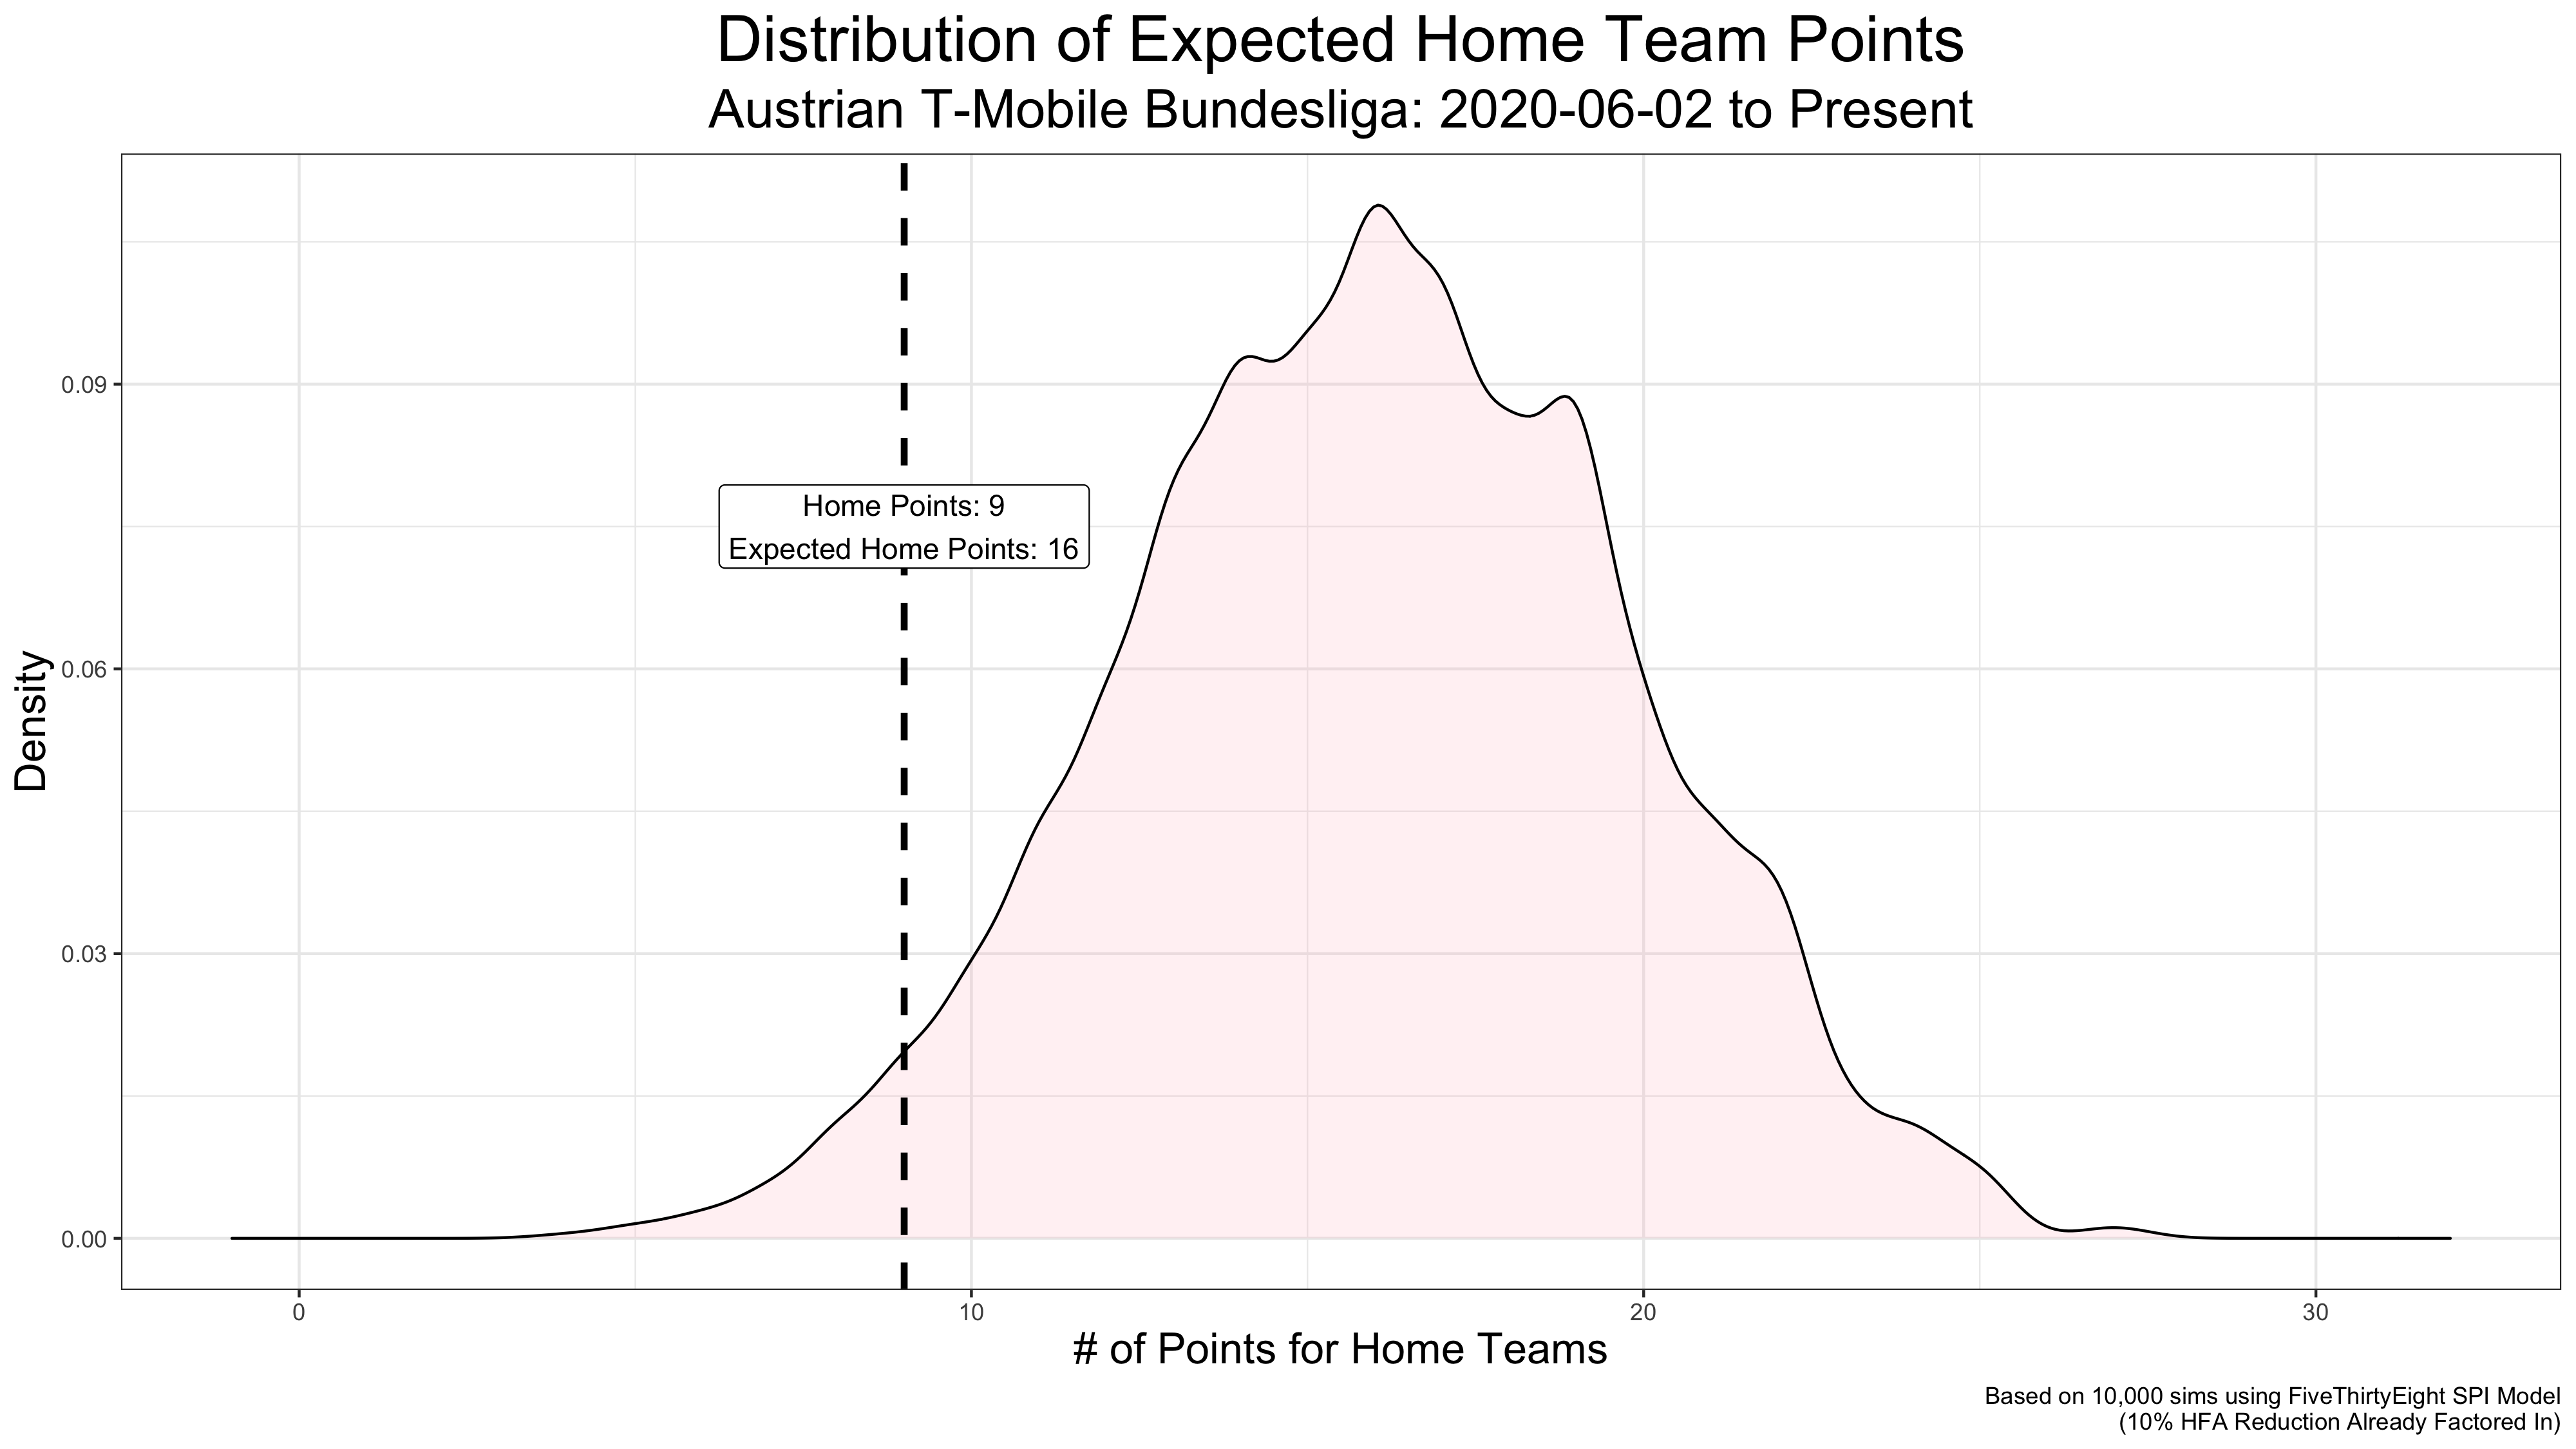 Distribution of Expected Home Team Points
Austrian T-Mobile Bundesliga: 2020-06-02 to Present
Home Points: 9
Expected Home Points: 16
Density
0.09
0.06
0.03
0.00
0
10
20
30
# of Points for Home Teams
Based on 10,000 sims using FiveThirtyEight SPI Model
(10% HFA Reduction Already Factored In)